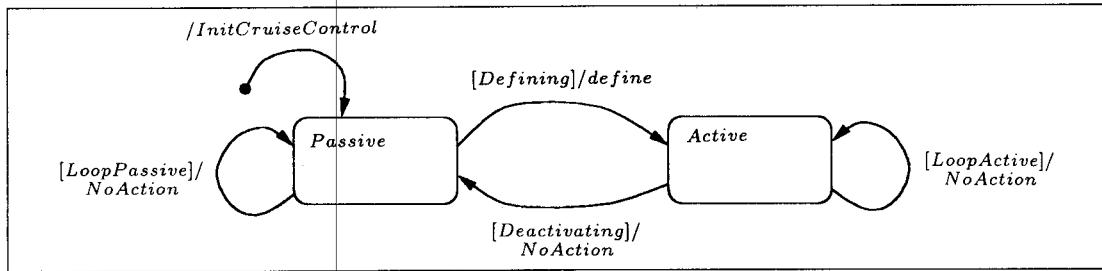 /InitCruiseControl
[Defining]/define
Passive
Active
[LoopPassive]/
NoAction
[LoopActive]/
NoAction
[Deactivating]/
NoAction